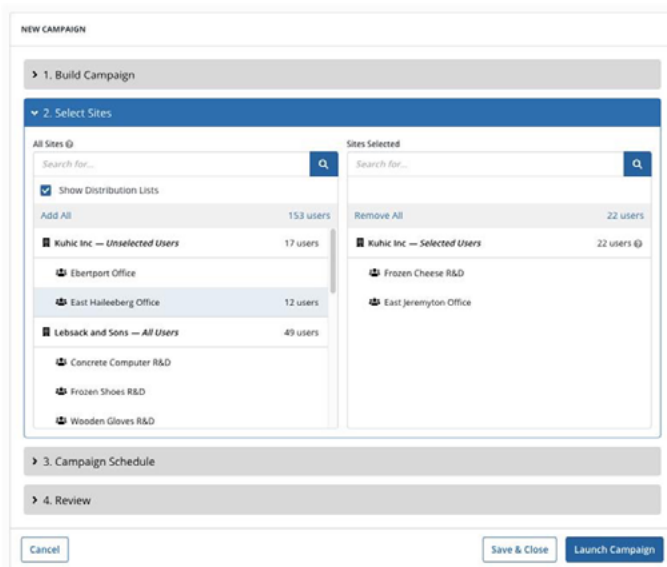 NEW CAMPAIGN
1. Build Campaign
2. Select Sites
All Sites
Search for...
Show Distribution Lists
Add All 153 users
Kuhic Inc — Unselected Users 17 users
Ebertport Office
East Haileeberg Office 12 users
Lebsack and Sons — All Users 49 users
Concrete Computer R&D
Frozen Shoes R&D
Wooden Gloves R&D
Sites Selected
Search for...
Remove All 22 users
Kuhic Inc — Selected Users 22 users
Frozen Cheese R&D
East Jeremyton Office
3. Campaign Schedule
4. Review
Cancel
Save & Close
Launch Campaign